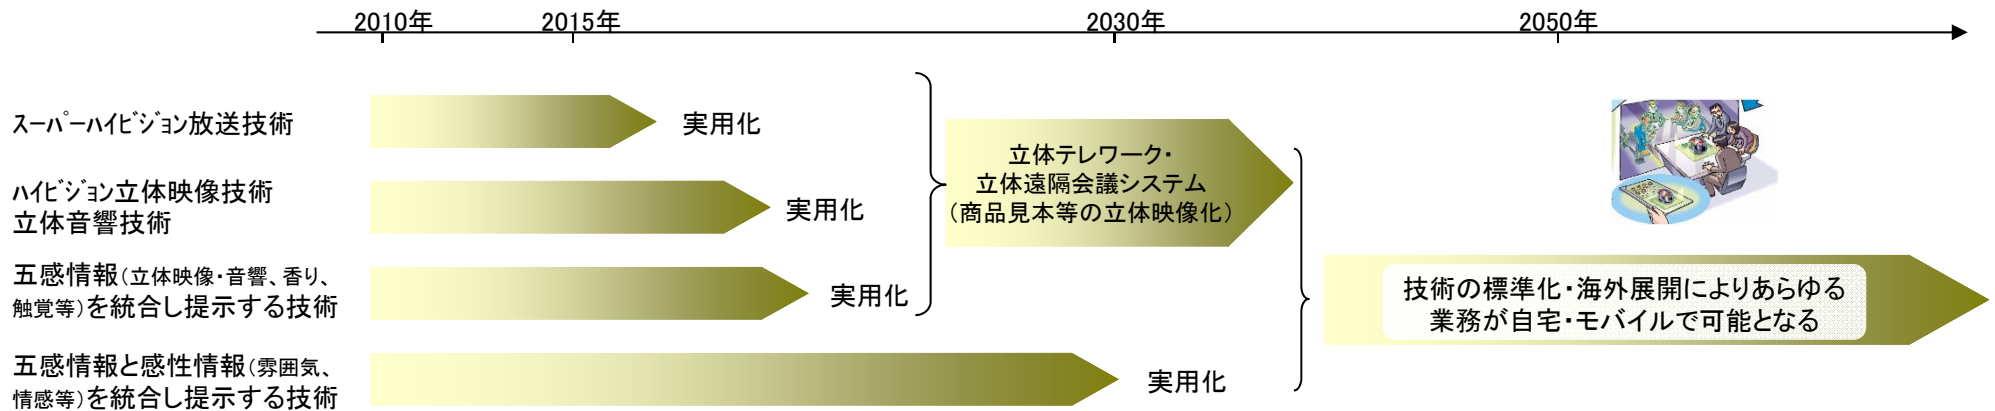 2010年 2015年 2030年 2050年
ｽｰﾊﾟｰﾊｲﾋﾞｼﾞｮﾝ放送技術
実用化
ﾊｲﾋﾞｼﾞｮﾝ立体映像技術
立体音響技術
実用化
五感情報（立体映像・音響、香り、
触覚等）を統合し提示する技術
実用化
五感情報と感性情報（雰囲気、
情感等）を統合し提示する技術
実用化
立体テレワーク・
立体遠隔会議システム
（商品見本等の立体映像化）
技術の標準化・海外展開によりあらゆる
業務が自宅・モバイルで可能となる